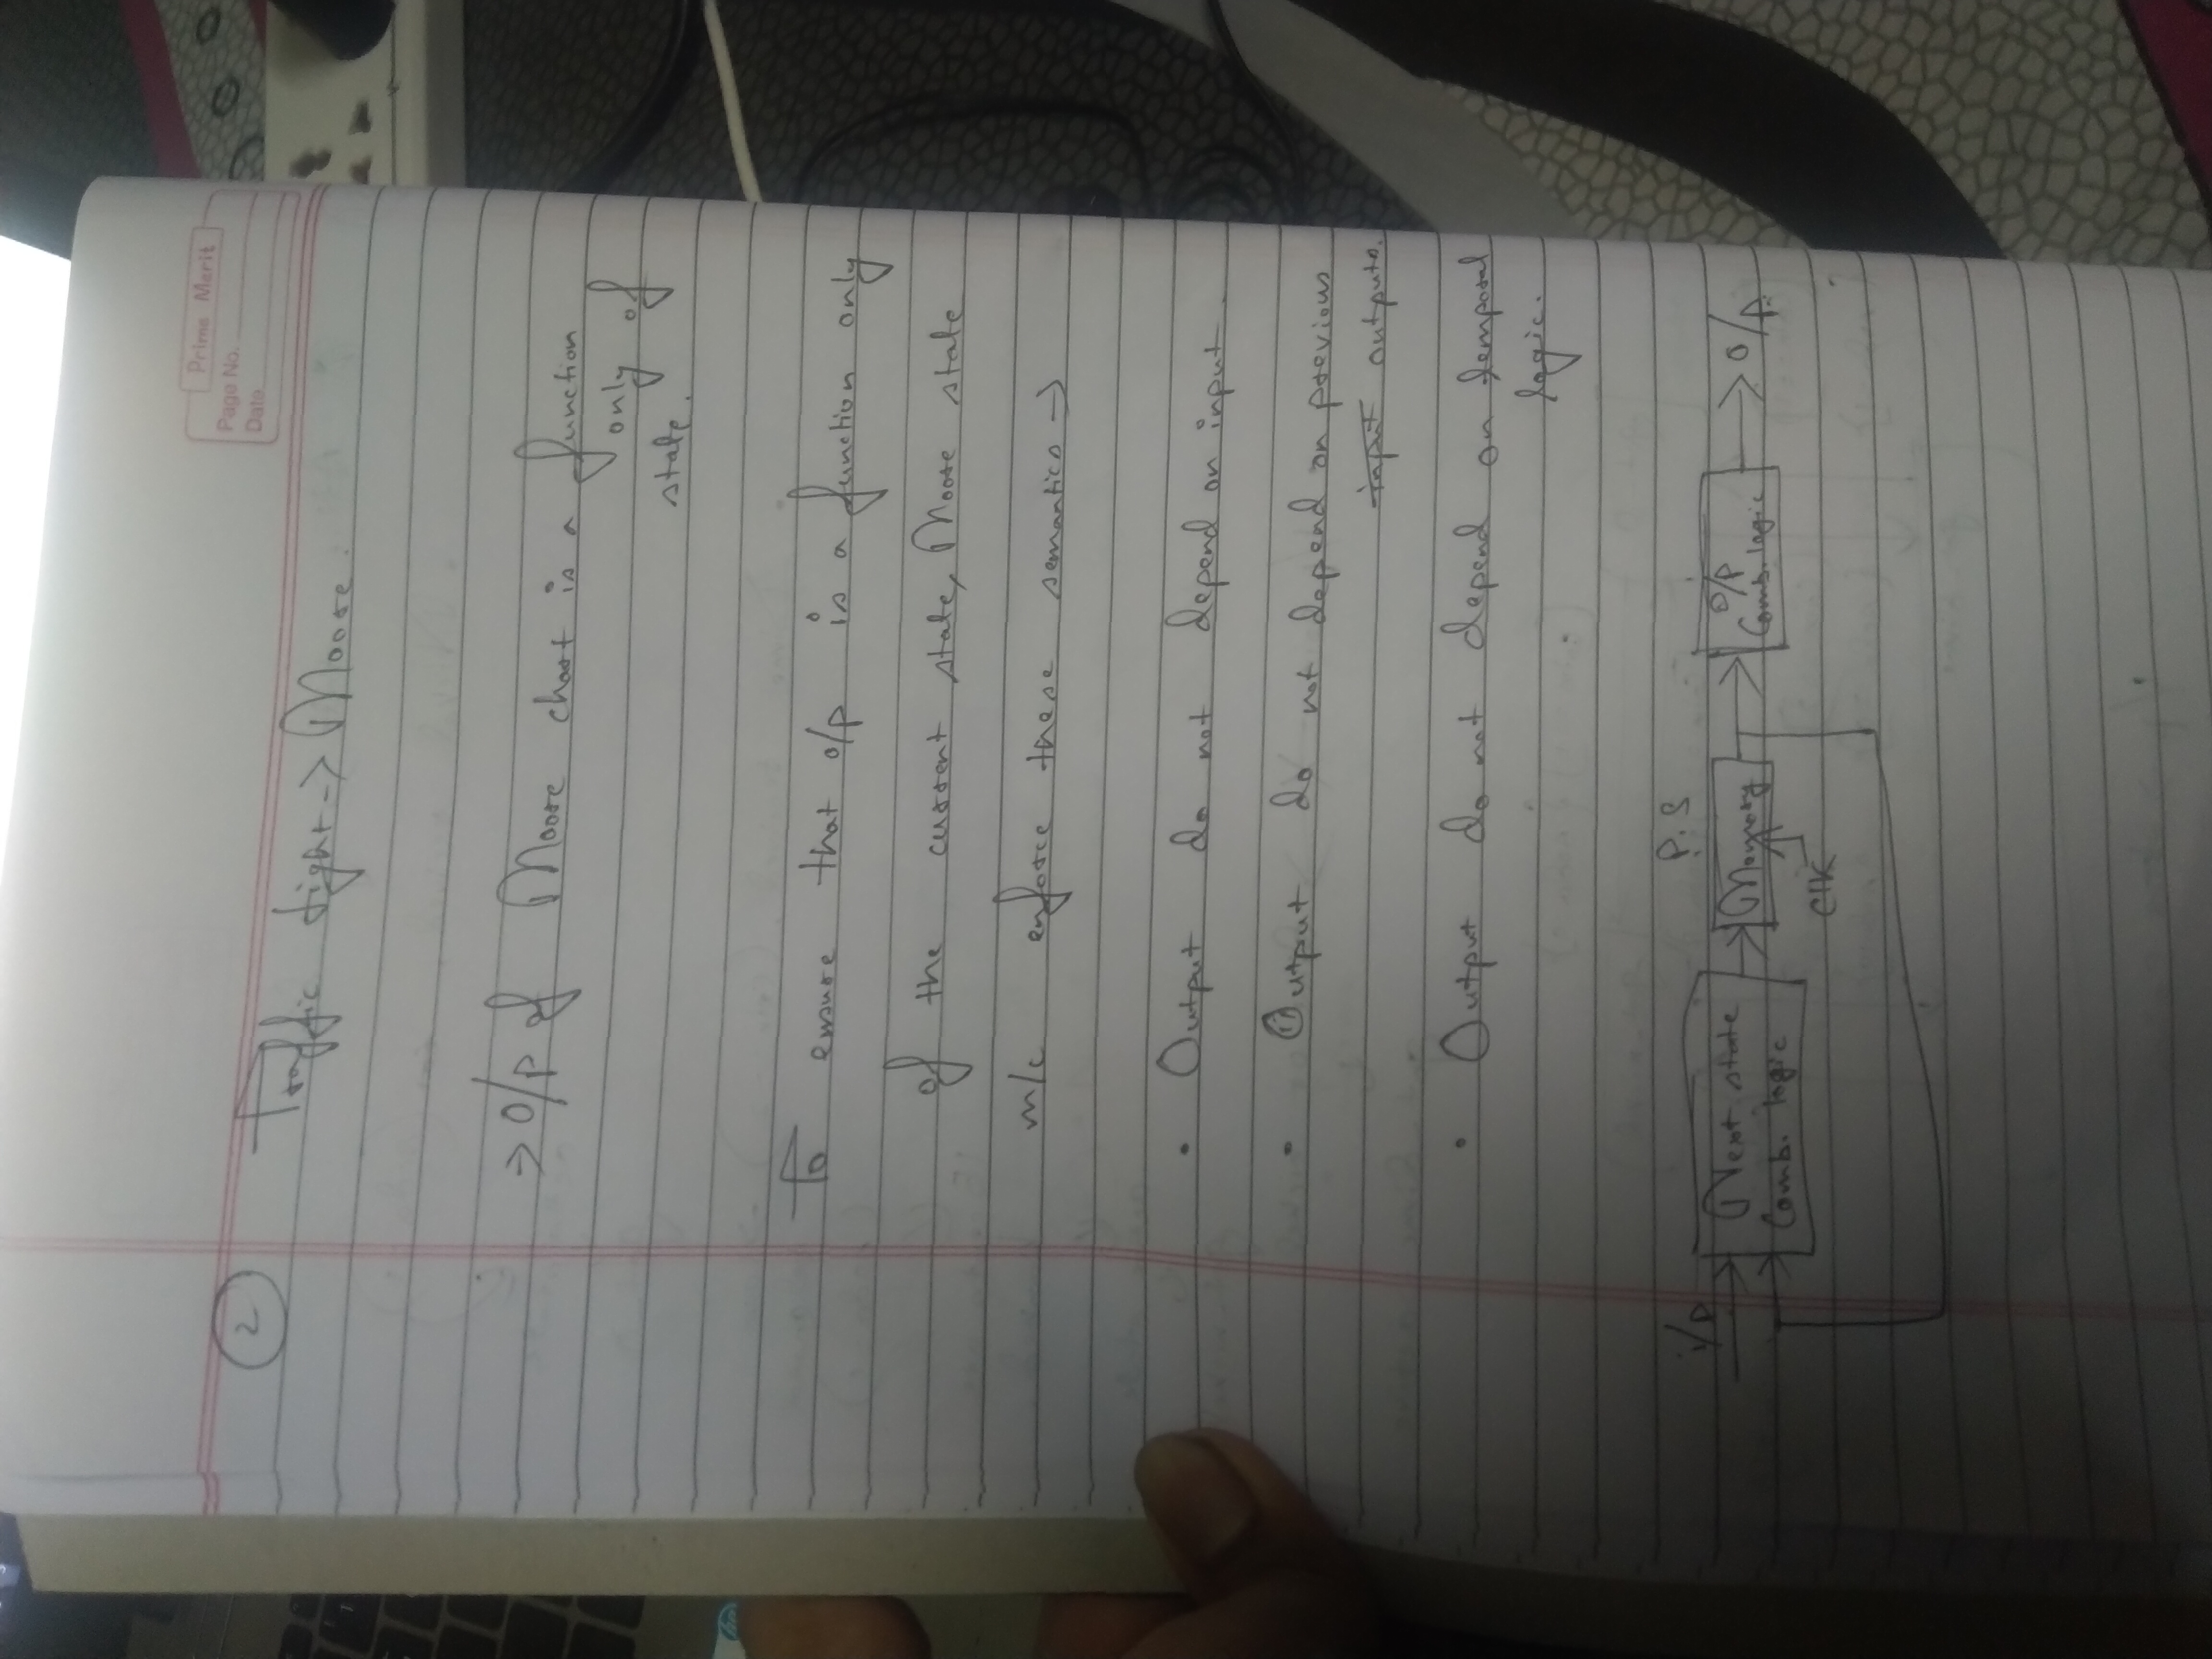 Prime Merit
Page No.
Date
2
Traffic light -> Moore.
-> O/P of Moore chart is a function
only of
state.
To ensure that o/p is a function only
of the current state, Moore state
m/c enforce these semantics ->
• Output do not depend on input.
• Output do not depend on previous
input outputs.
• Output do not depend on temporal
logic.
P.S
i/p
Next state
Comb. logic
Memory
Clk
O/P
Comb. logic
O/P.
hp